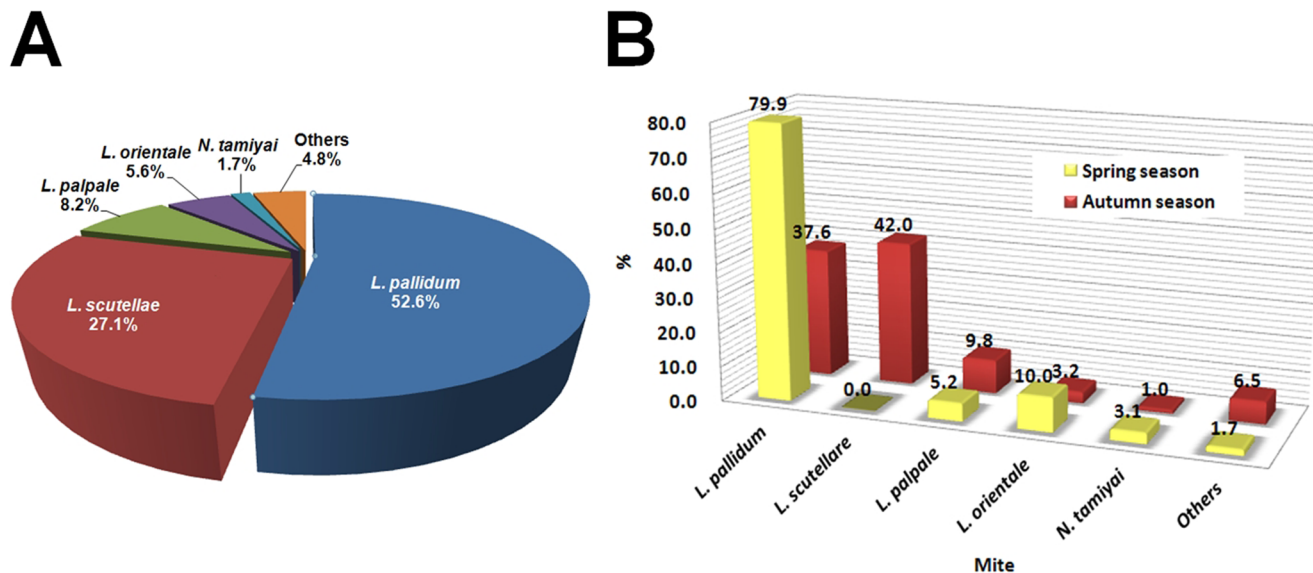 A
B
L. pallidum
52.6%
L. scutellae
27.1%
L. palpale
8.2%
L. orientale
5.6%
N. tamiyai
1.7%
Others
4.8%
%
80.0
70.0
60.0
50.0
40.0
30.0
20.0
10.0
0.0
79.9
37.6
0.0
42.0
5.2
9.8
10.0
3.2
3.1
1.0
1.7
6.5
Spring season
Autumn season
L. pallidum
L. scutellare
L. palpale
L. orientale
N. tamiyai
Others
Mite